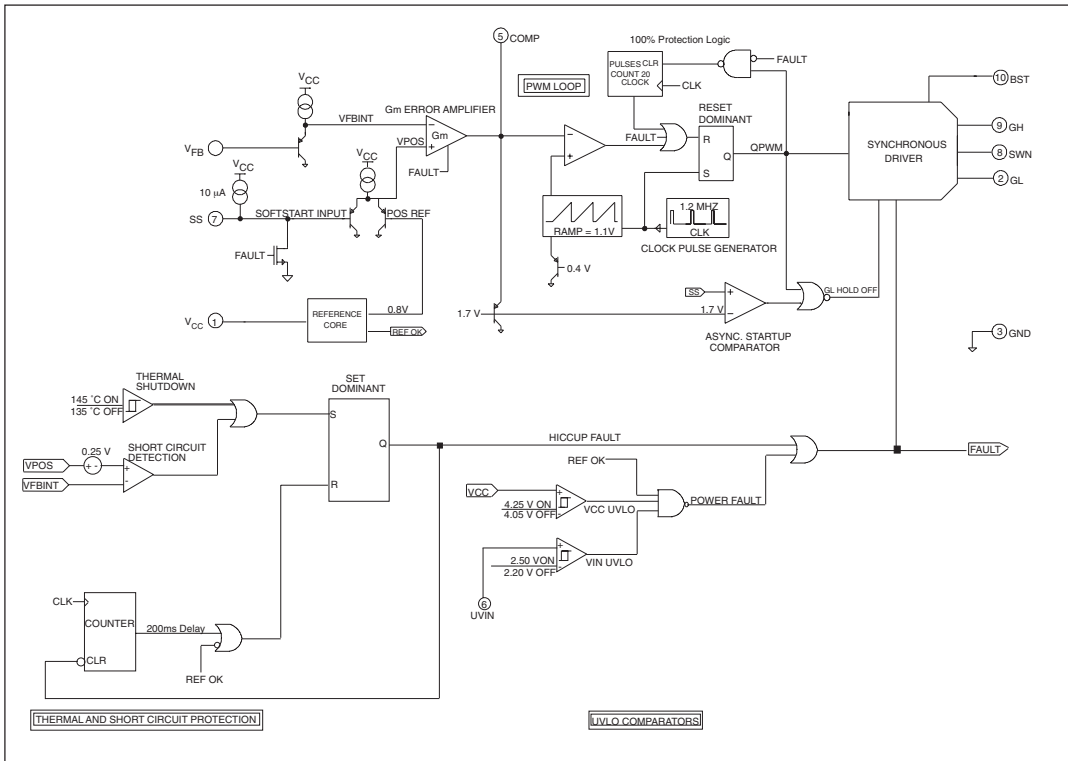 5 COMP
100% Protection Logic
PULSES CLR
COUNT 20
CLOCK
FAULT
CLK
PWM LOOP
10 BST
VCC
Gm ERROR AMPLIFIER
VFBINT
− Gm +
VPOS
FAULT
VFB
RESET
DOMINANT
R
Q
S
QPWM
− +
FAULT
SYNCHRONOUS
DRIVER
9 GH
8 SWN
2 GL
VCC
10 µA
VCC
SS 7
SOFTSTART INPUT
POS REF
FAULT
RAMP = 1.1V
1.2 MHZ
CLK
CLOCK PULSE GENERATOR
0.4 V
SS
+
−
GL HOLD OFF
1.7 V
1.7 V
ASYNC. STARTUP
COMPARATOR
VCC 1
REFERENCE
CORE
0.8V
REF OK
3 GND
THERMAL
SHUTDOWN
145 ˚C ON
135 ˚C OFF
SET
DOMINANT
S
Q
R
0.25 V
SHORT CIRCUIT
DETECTION
VPOS
+ -
+
-
VFBINT
HICCUP FAULT
FAULT
REF OK
POWER FAULT
VCC
+
-
4.25 V ON
4.05 V OFF
VCC UVLO
+
-
2.50 VON
2.20 V OFF
VIN UVLO
6
UVIN
CLK
COUNTER
CLR
200ms Delay
REF OK
THERMAL AND SHORT CIRCUIT PROTECTION
UVLO COMPARATORS